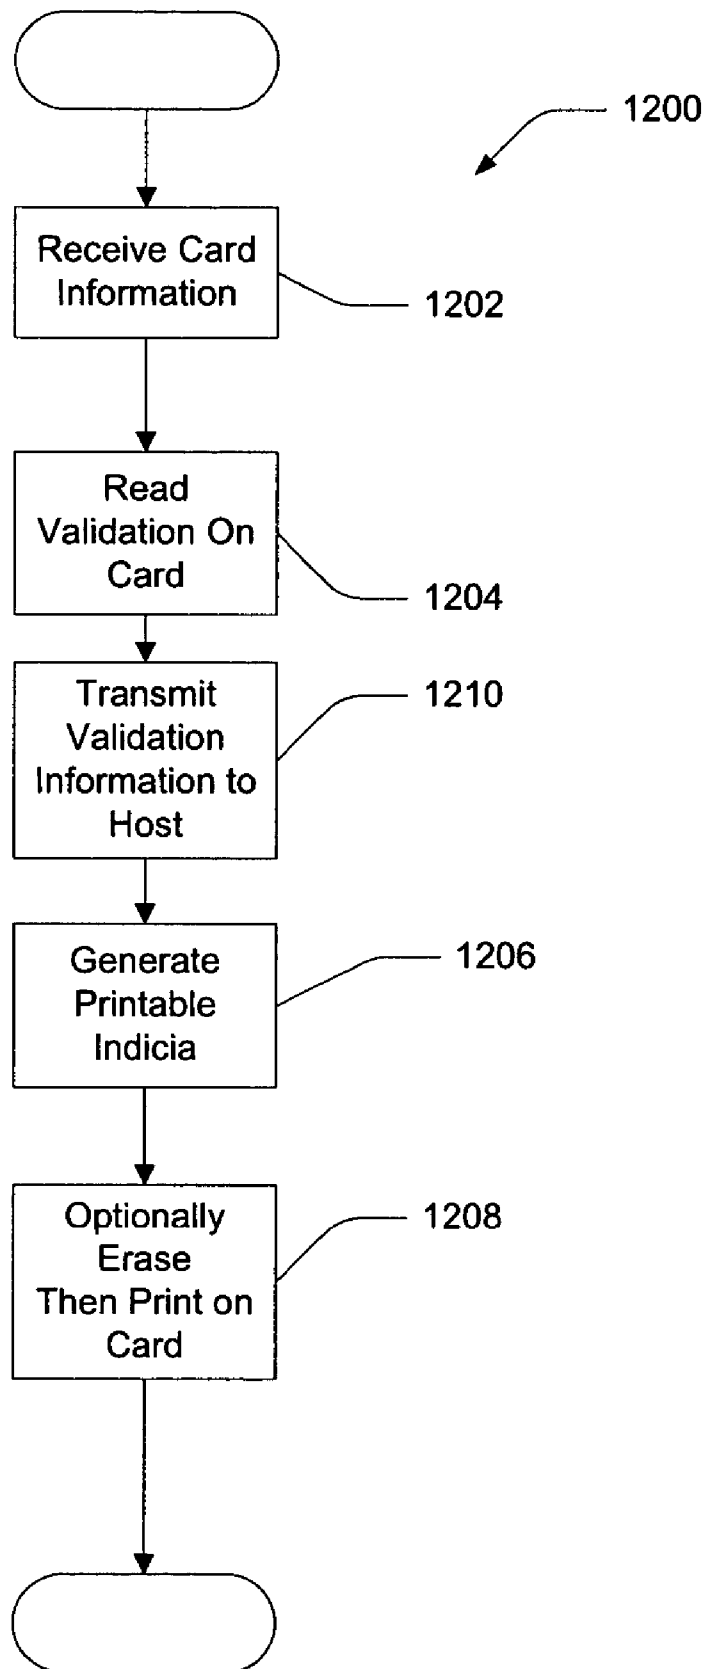 1200
Receive Card
Information
1202
Read
Validation On
Card
1204
Transmit
Validation
Information to
Host
1210
Generate
Printable
Indicia
1206
Optionally
Erase
Then Print on
Card
1208